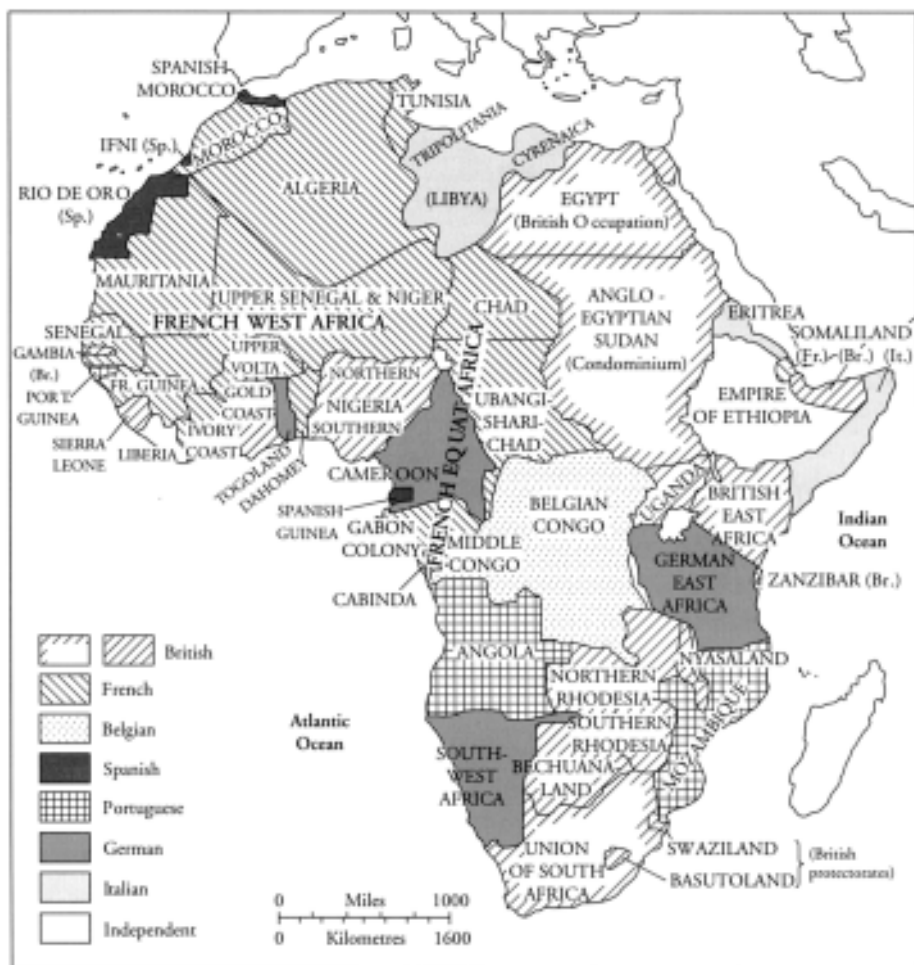 SPANISH
MOROCCO
TUNISIA
TRIPOLITANIA
CYRENAICA
IFNI (Sp.)
MOROCCO
RIO DE ORO
(Sp.)
ALGERIA
(LIBYA)
EGYPT
(British Occupation)
MAURITANIA
UPPER SENEGAL & NIGER
FRENCH WEST AFRICA
CHAD
ANGLO -
EGYPTIAN
SUDAN
(Condominium)
ERITREA
SOMALILAND
(Fr.) (Br.) (It.)
SENEGAL
GAMBIA
(Br.)
PORT.
GUINEA
FR. GUINEA
UPPER
VOLTA
GOLD
COAST
NORTHERN
NIGERIA
SOUTHERN
UBANGI-
SHARI-
CHAD
EMPIRE
OF ETHIOPIA
SIERRA
LEONE
LIBERIA
IVORY
COAST
TOGOLAND
DAHOMEY
CAMEROON
FRENCH EQUAT. AFRICA
SPANISH
GUINEA
GABON
COLONY
MIDDLE
CONGO
BELGIAN
CONGO
UGANDA
BRITISH
EAST
AFRICA
Indian
Ocean
CABINDA
GERMAN
EAST
AFRICA
ZANZIBAR (Br.)
ANGOLA
NYASALAND
NORTHERN
RHODESIA
SOUTHERN
RHODESIA
MOZAMBIQUE
Atlantic
Ocean
SOUTH-
WEST
AFRICA
BECHUANA
LAND
UNION
OF SOUTH
AFRICA
SWAZILAND
BASUTOLAND
(British
protectorates)
British
French
Belgian
Spanish
Portuguese
German
Italian
Independent
0 Miles 1000
0 Kilometres 1600